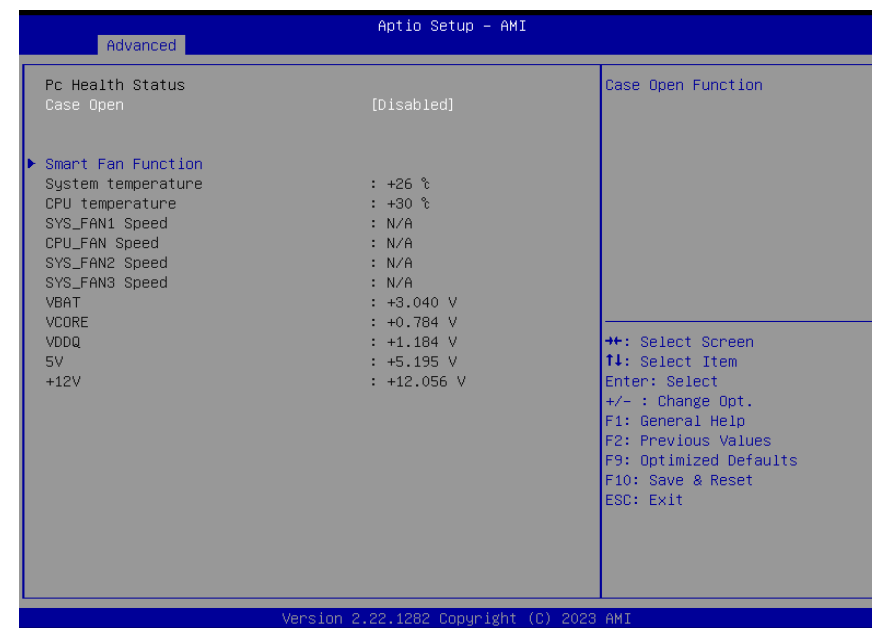 Aptio Setup – AMI
Advanced
Pc Health Status
Case Open [Disabled]
Smart Fan Function
System temperature : +26 ℃
CPU temperature : +30 ℃
SYS_FAN1 Speed : N/A
CPU_FAN Speed : N/A
SYS_FAN2 Speed : N/A
SYS_FAN3 Speed : N/A
VBAT : +3.040 V
VCORE : +0.784 V
VDDQ : +1.184 V
5V : +5.195 V
+12V : +12.056 V
Case Open Function
→←: Select Screen
↑↓: Select Item
Enter: Select
+/- : Change Opt.
F1: General Help
F2: Previous Values
F9: Optimized Defaults
F10: Save & Reset
ESC: Exit
Version 2.22.1282 Copyright (C) 2023 AMI